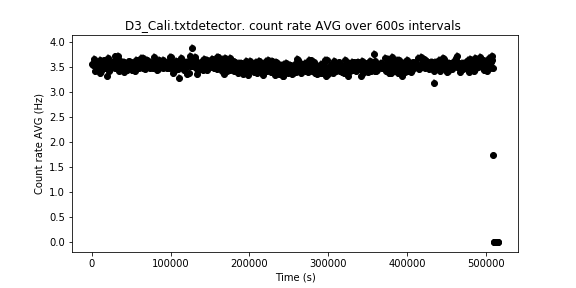 D3_Cali.txtdetector. count rate AVG over 600s intervals
4.0
3.5
3.0
2.5
2.0
1.5
1.0
0.5
0.0
Count rate AVG (Hz)
0 100000 200000 300000 400000 500000
Time (s)